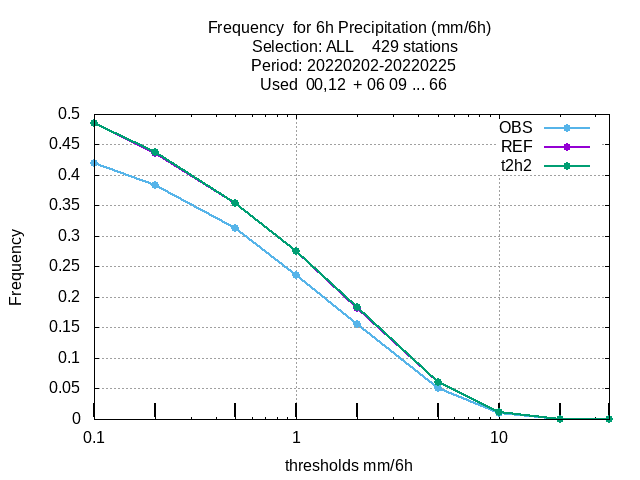 Frequency  for 6h Precipitation (mm/6h)
Selection: ALL    429 stations
Period: 20220202-20220225
Used  00,12  + 06 09 ... 66
OBS
REF
t2h2
Frequency
0.5
0.45
0.4
0.35
0.3
0.25
0.2
0.15
0.1
0.05
0
0.1 1 10
thresholds mm/6h